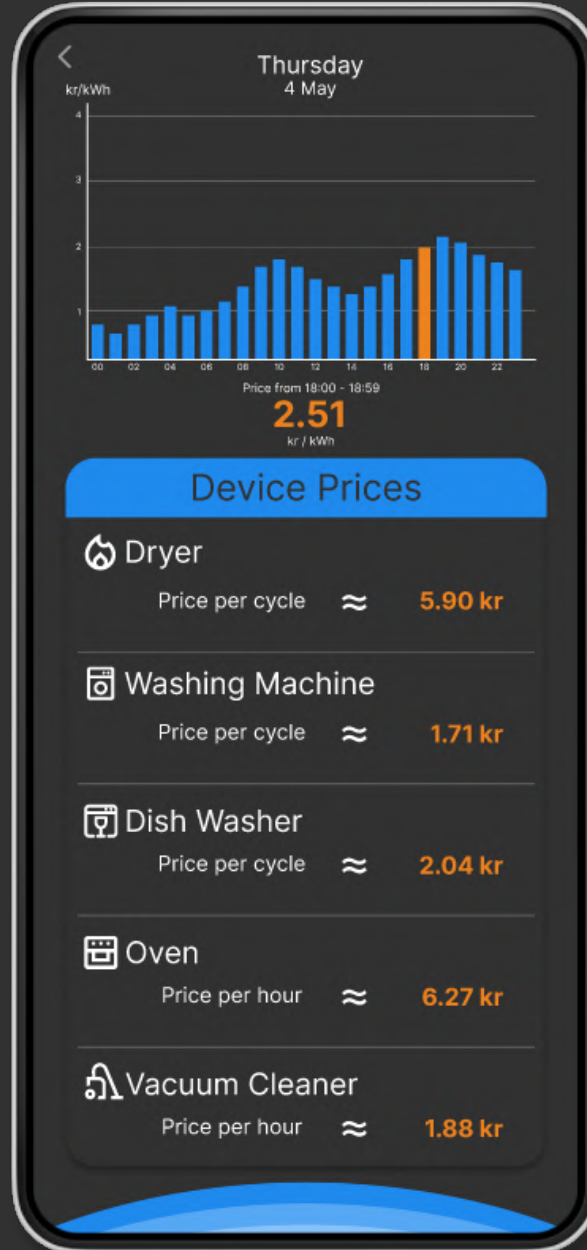 Thursday
kr/kWh
4 May
4
3
2
1
00 02 04 06 08 10 12 14 16 18 20 22
Price from 18:00 - 18:59
2.51
kr / kWh
Device Prices
Dryer
Price per cycle ≈ 5.90 kr
Washing Machine
Price per cycle ≈ 1.71 kr
Dish Washer
Price per cycle ≈ 2.04 kr
Oven
Price per hour ≈ 6.27 kr
Vacuum Cleaner
Price per hour ≈ 1.88 kr